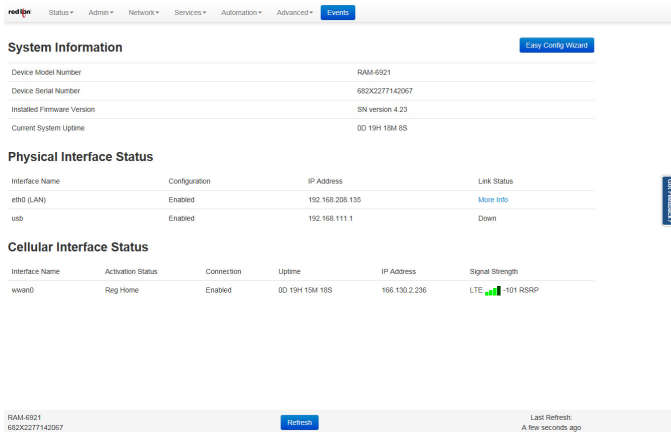 red lion Status Admin Network Services Automation Advanced Events
System Information Easy Config Wizard
Device Model Number RAM-6921
Device Serial Number 682X2277142067
Installed Firmware Version SN version 4.23
Current System Uptime 0D 19H 18M 8S
Physical Interface Status
Interface Name Configuration IP Address Link Status
eth0 (LAN) Enabled 192.168.208.135 More Info
usb Enabled 192.168.111.1 Down
Cellular Interface Status
Interface Name Activation Status Connection Uptime IP Address Signal Strength
wwan0 Reg Home Enabled 0D 19H 15M 18S 166.130.2.236 LTE -101 RSRP
RAM-6921 Refresh Last Refresh:
682X2277142067 A few seconds ago